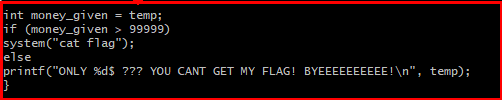 int money_given = temp;
if (money_given > 99999)
system("cat flag");
else
printf("ONLY %d$ ??? YOU CANT GET MY FLAG! BYEEEEEEEEEE!\n", temp);
}